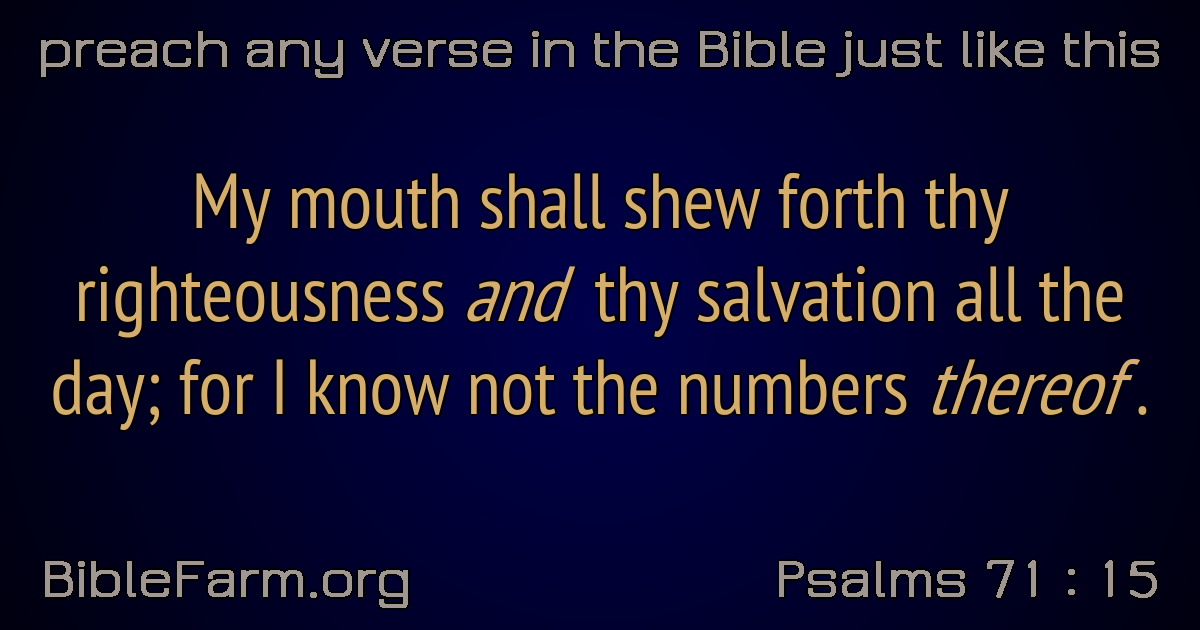 preach any verse in the Bible just like this
My mouth shall shew forth thy
righteousness and thy salvation all the
day; for I know not the numbers thereof.
BibleFarm.org
Psalms 71 : 15